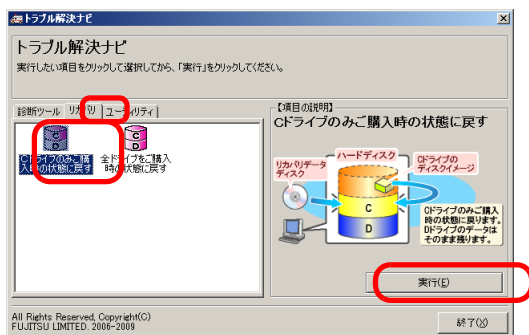 トラブル解決ナビ
トラブル解決ナビ
実行したい項目をクリックして選択してから、「実行」をクリックしてください。
診断ツール リカバリ ユーティリティ
Cドライブのみご購入時の状態に戻す
全ドライブをご購入時の状態に戻す
【項目の説明】
Cドライブのみご購入時の状態に戻す
リカバリデータディスク
ハードディスク
Cドライブのディスクイメージ
C
D
Cドライブのみご購入
時の状態に戻ります。
Dドライブのデータは
そのまま残ります。
実行(E)
All Rights Reserved, Copyright(C)
FUJITSU LIMITED. 2006-2009
終了(X)